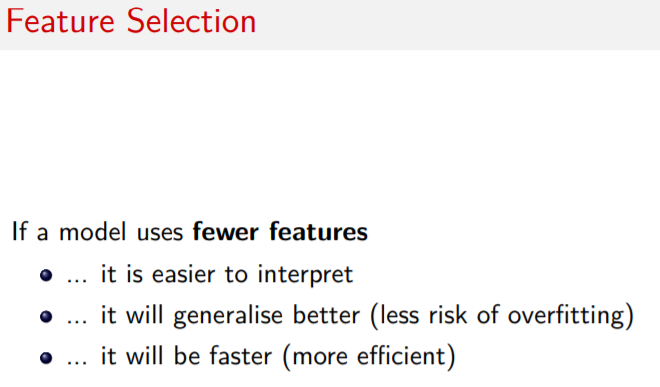 Feature Selection
If a model uses fewer features
... it is easier to interpret
... it will generalise better (less risk of overfitting)
... it will be faster (more efficient)